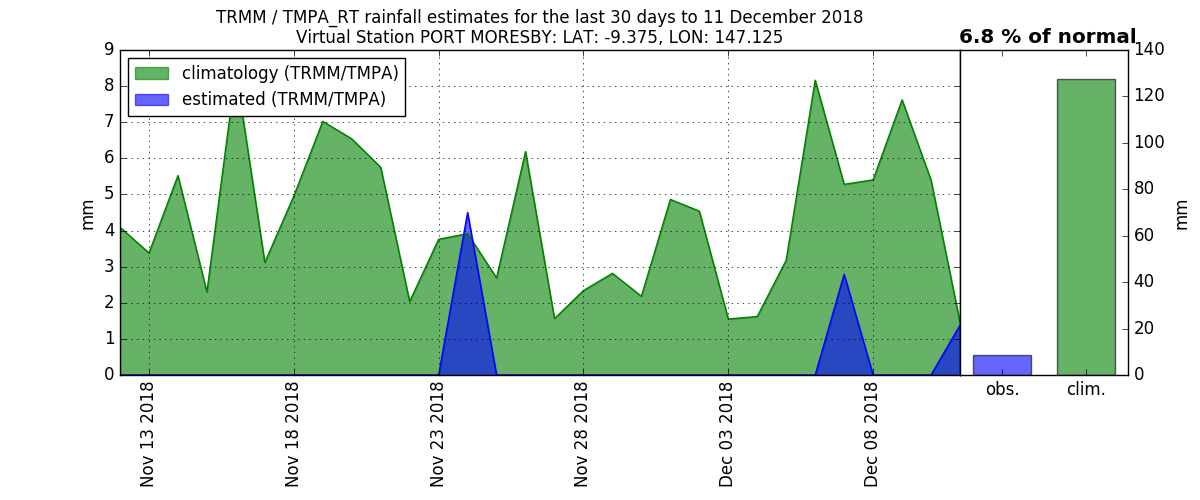 TRMM / TMPA_RT rainfall estimates for the last 30 days to 11 December 2018
Virtual Station PORT MORESBY: LAT: -9.375, LON: 147.125
6.8 % of normal
climatology (TRMM/TMPA)
estimated (TRMM/TMPA)
9
8
7
6
5
4
3
2
1
0
mm
Nov 13 2018
Nov 18 2018
Nov 23 2018
Nov 28 2018
Dec 03 2018
Dec 08 2018
obs.
clim.
140
120
100
80
60
40
20
0
mm